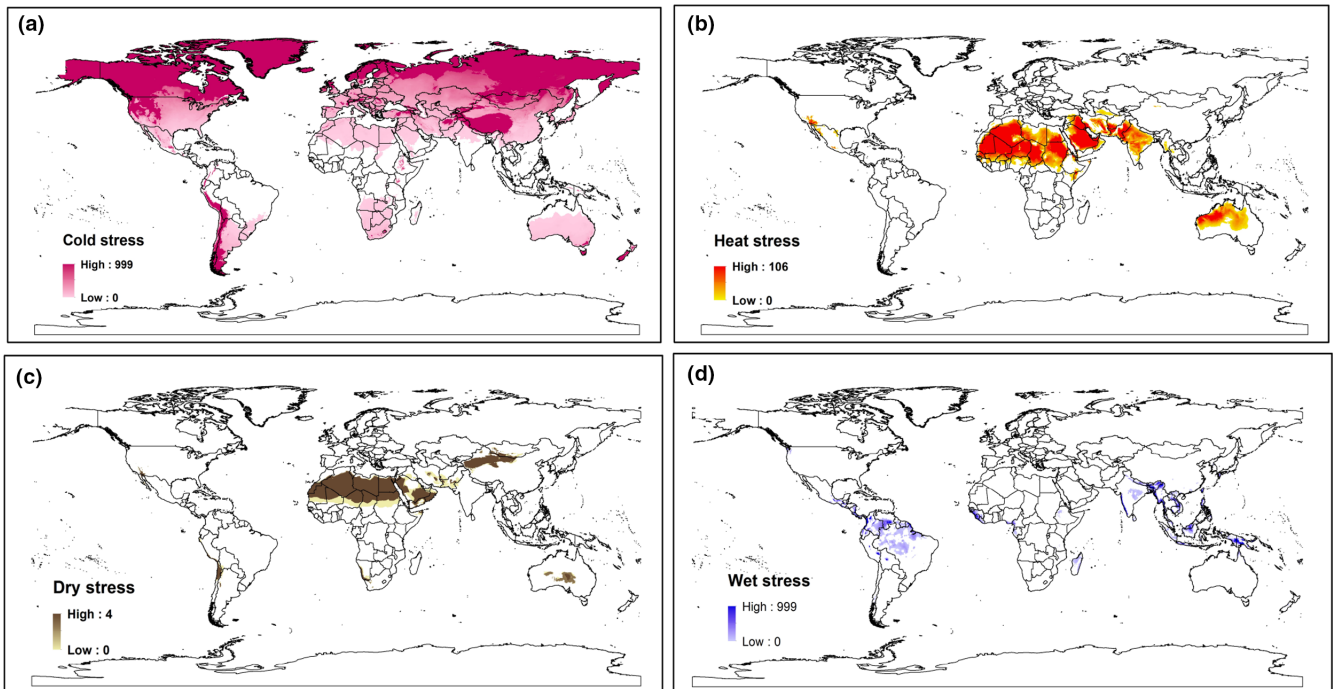 (a)
Cold stress
High : 999
Low : 0
(b)
Heat stress
High : 106
Low : 0
(c)
Dry stress
High : 4
Low : 0
(d)
Wet stress
High : 999
Low : 0